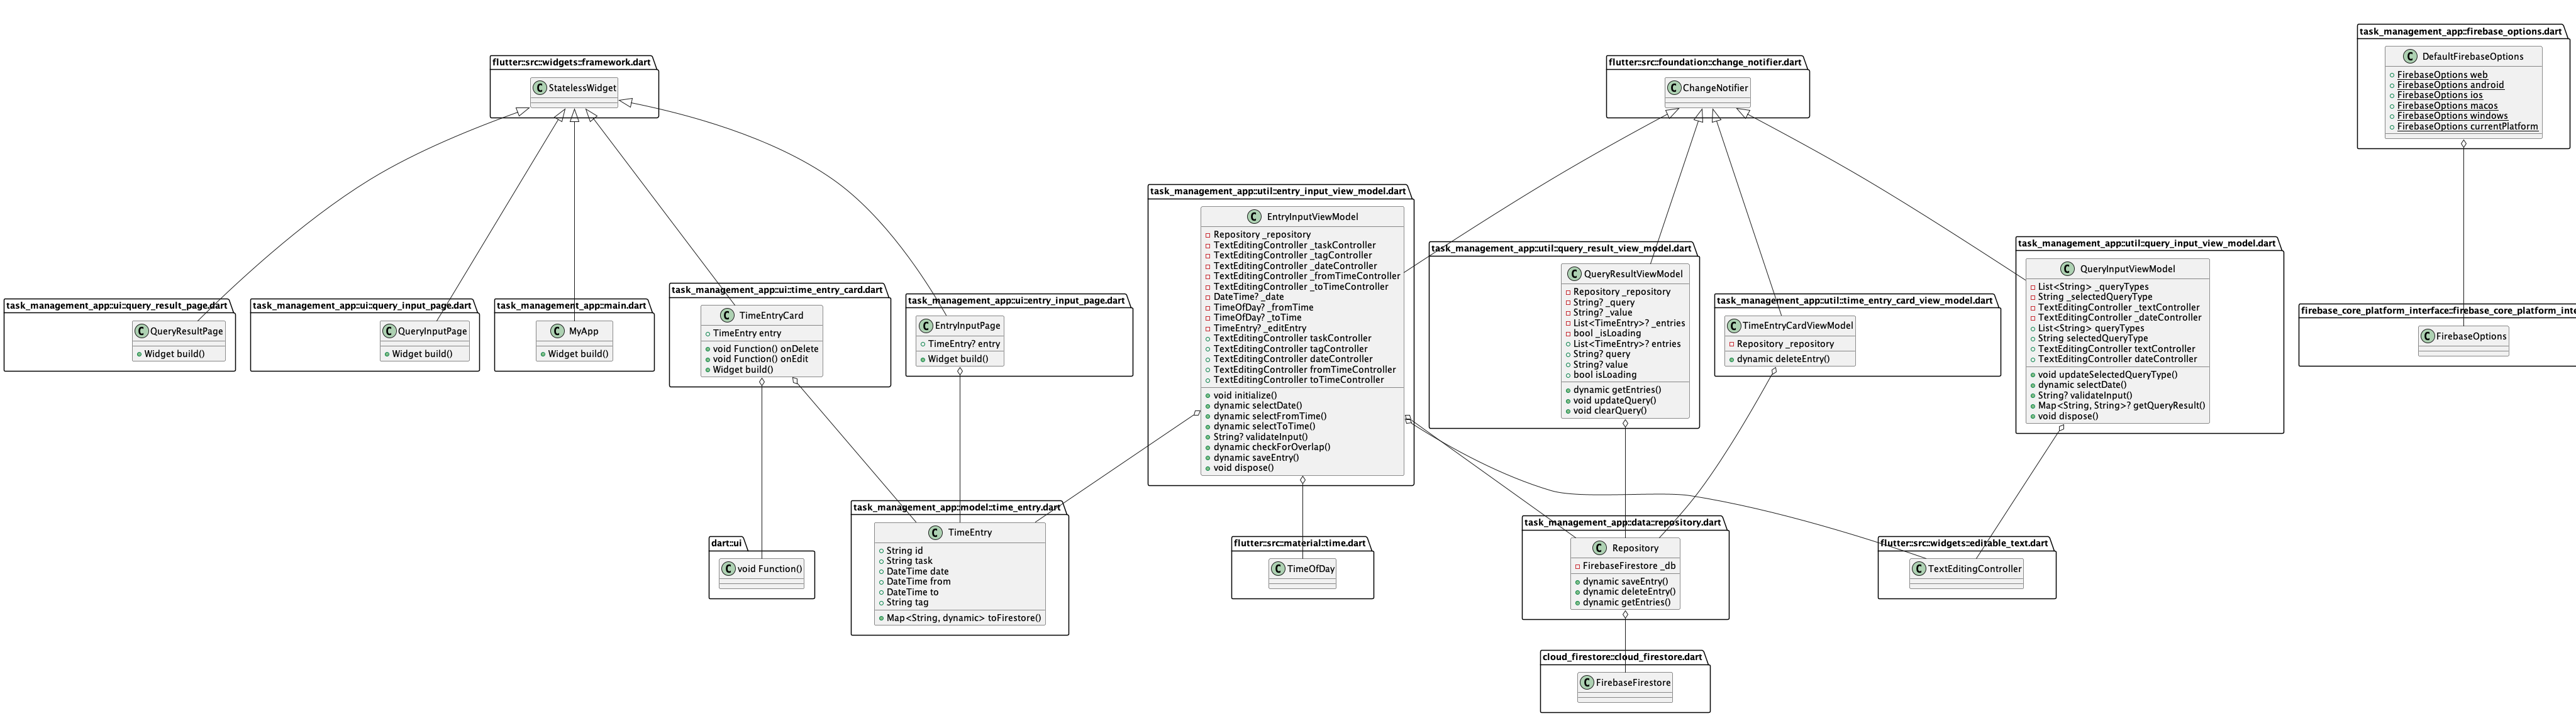 task_management_app::firebase_options.dart
DefaultFirebaseOptions
FirebaseOptions web
FirebaseOptions android
FirebaseOptions ios
FirebaseOptions macos
FirebaseOptions windows
FirebaseOptions currentPlatform
flutter::src::widgets::framework.dart
StatelessWidget
flutter::src::foundation::change_notifier.dart
ChangeNotifier
task_management_app::ui::query_result_page.dart
QueryResultPage
Widget build()
task_management_app::ui::query_input_page.dart
QueryInputPage
Widget build()
task_management_app::main.dart
MyApp
Widget build()
task_management_app::ui::time_entry_card.dart
TimeEntryCard
TimeEntry entry
void Function() onDelete
void Function() onEdit
Widget build()
task_management_app::ui::entry_input_page.dart
EntryInputPage
TimeEntry? entry
Widget build()
task_management_app::util::entry_input_view_model.dart
EntryInputViewModel
Repository _repository
TextEditingController _taskController
TextEditingController _tagController
TextEditingController _dateController
TextEditingController _fromTimeController
TextEditingController _toTimeController
DateTime? _date
TimeOfDay? _fromTime
TimeOfDay? _toTime
TimeEntry? _editEntry
TextEditingController taskController
TextEditingController tagController
TextEditingController dateController
TextEditingController fromTimeController
TextEditingController toTimeController
void initialize()
dynamic selectDate()
dynamic selectFromTime()
dynamic selectToTime()
String? validateInput()
dynamic checkForOverlap()
dynamic saveEntry()
void dispose()
task_management_app::util::query_result_view_model.dart
QueryResultViewModel
Repository _repository
String? _query
String? _value
List<TimeEntry>? _entries
bool _isLoading
List<TimeEntry>? entries
String? query
String? value
bool isLoading
dynamic getEntries()
void updateQuery()
void clearQuery()
task_management_app::util::time_entry_card_view_model.dart
TimeEntryCardViewModel
Repository _repository
dynamic deleteEntry()
task_management_app::util::query_input_view_model.dart
QueryInputViewModel
List<String> _queryTypes
String _selectedQueryType
TextEditingController _textController
TextEditingController _dateController
List<String> queryTypes
String selectedQueryType
TextEditingController textController
TextEditingController dateController
void updateSelectedQueryType()
dynamic selectDate()
String? validateInput()
Map<String, String>? getQueryResult()
void dispose()
firebase_core_platform_interface::firebase_core_platform_inte
FirebaseOptions
dart::ui
void Function()
task_management_app::model::time_entry.dart
TimeEntry
String id
String task
DateTime date
DateTime from
DateTime to
String tag
Map<String, dynamic> toFirestore()
flutter::src::material::time.dart
TimeOfDay
task_management_app::data::repository.dart
Repository
FirebaseFirestore _db
dynamic saveEntry()
dynamic deleteEntry()
dynamic getEntries()
flutter::src::widgets::editable_text.dart
TextEditingController
cloud_firestore::cloud_firestore.dart
FirebaseFirestore